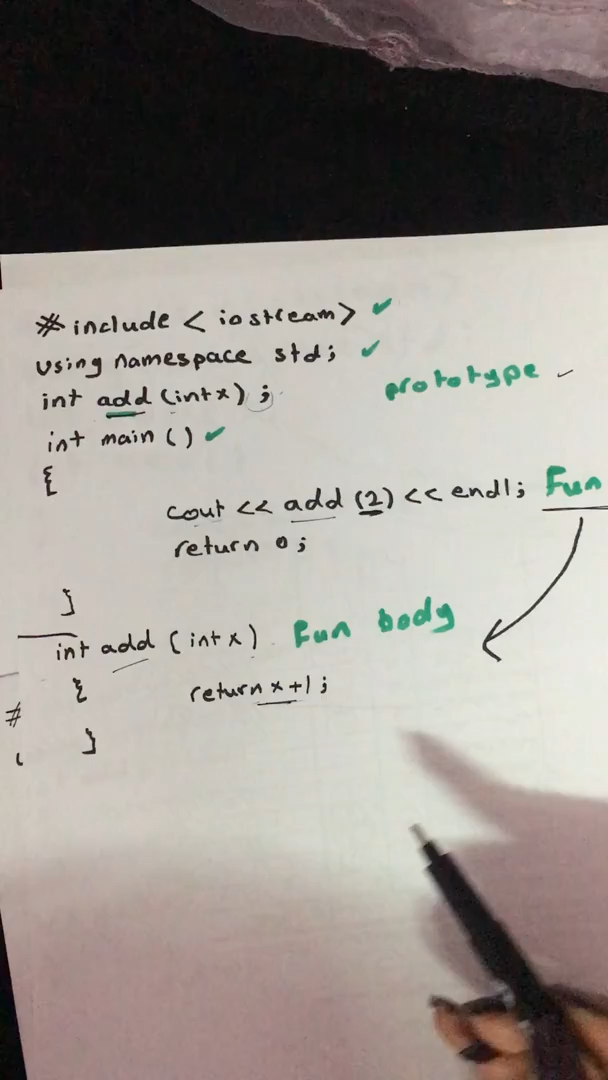 #include < iostream> ✓
using namespace std; ✓
int add (int x) ; prototype ✓
int main () ✓
{
cout << add (2) << endl; Fun
return 0;
}
int add (int x) Fun body
{ return x +1;
#
}